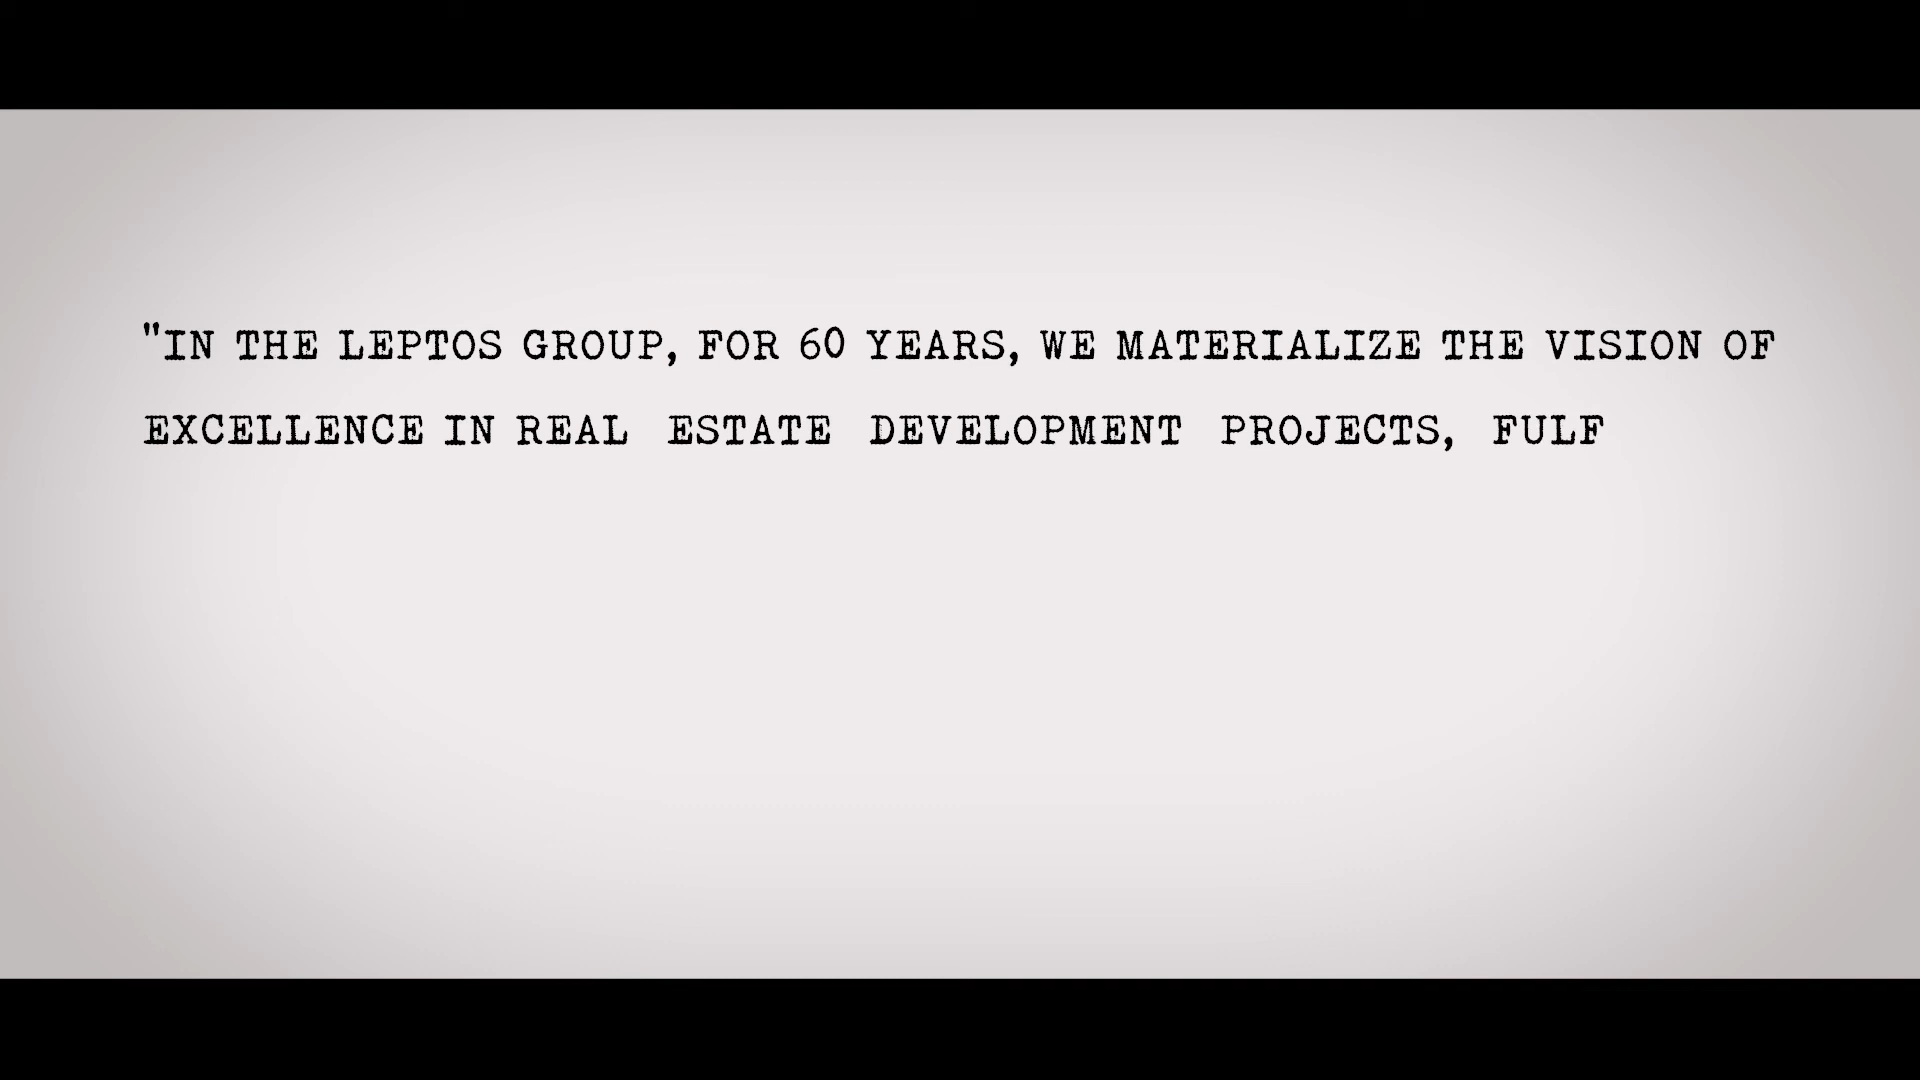 "IN THE LEPTOS GROUP, FOR 60 YEARS, WE MATERIALIZE THE VISION OF
EXCELLENCE IN REAL ESTATE DEVELOPMENT PROJECTS, FULF